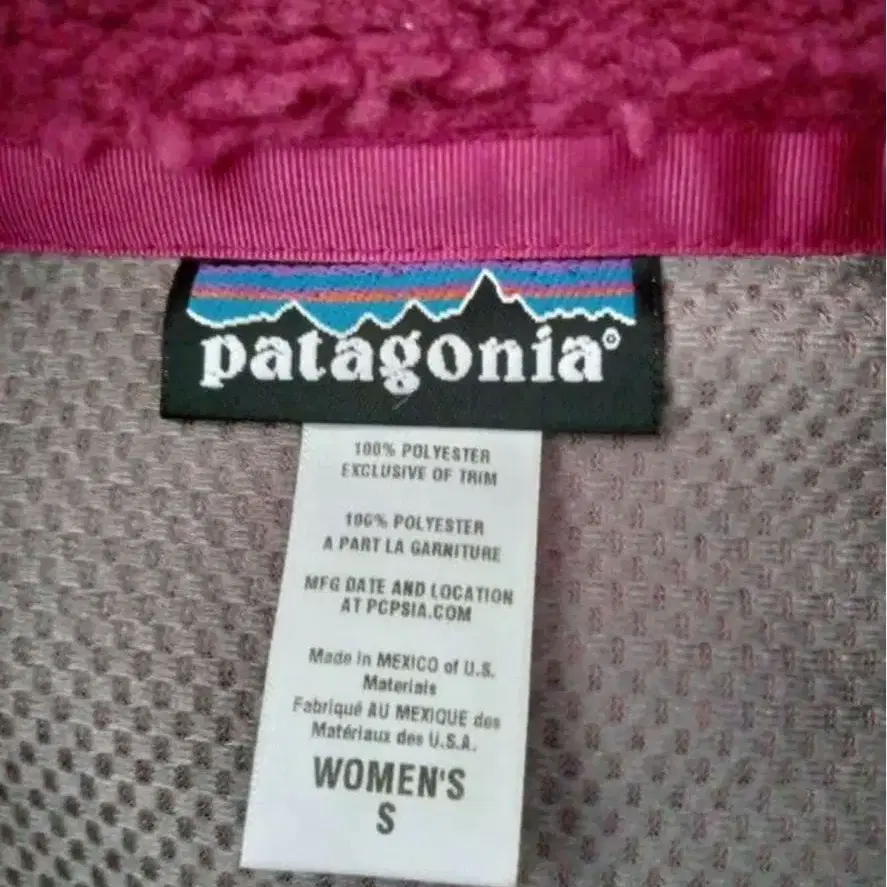 patagonia®
100% POLYESTER
EXCLUSIVE OF TRIM
100% POLYESTER
A PART LA GARNITURE
MFG DATE AND LOCATION
AT PCPSIA.COM
Made in MEXICO of U.S.
Materials
Fabriqué AU MEXIQUE des
Matériaux des U.S.A.
WOMEN'S
S